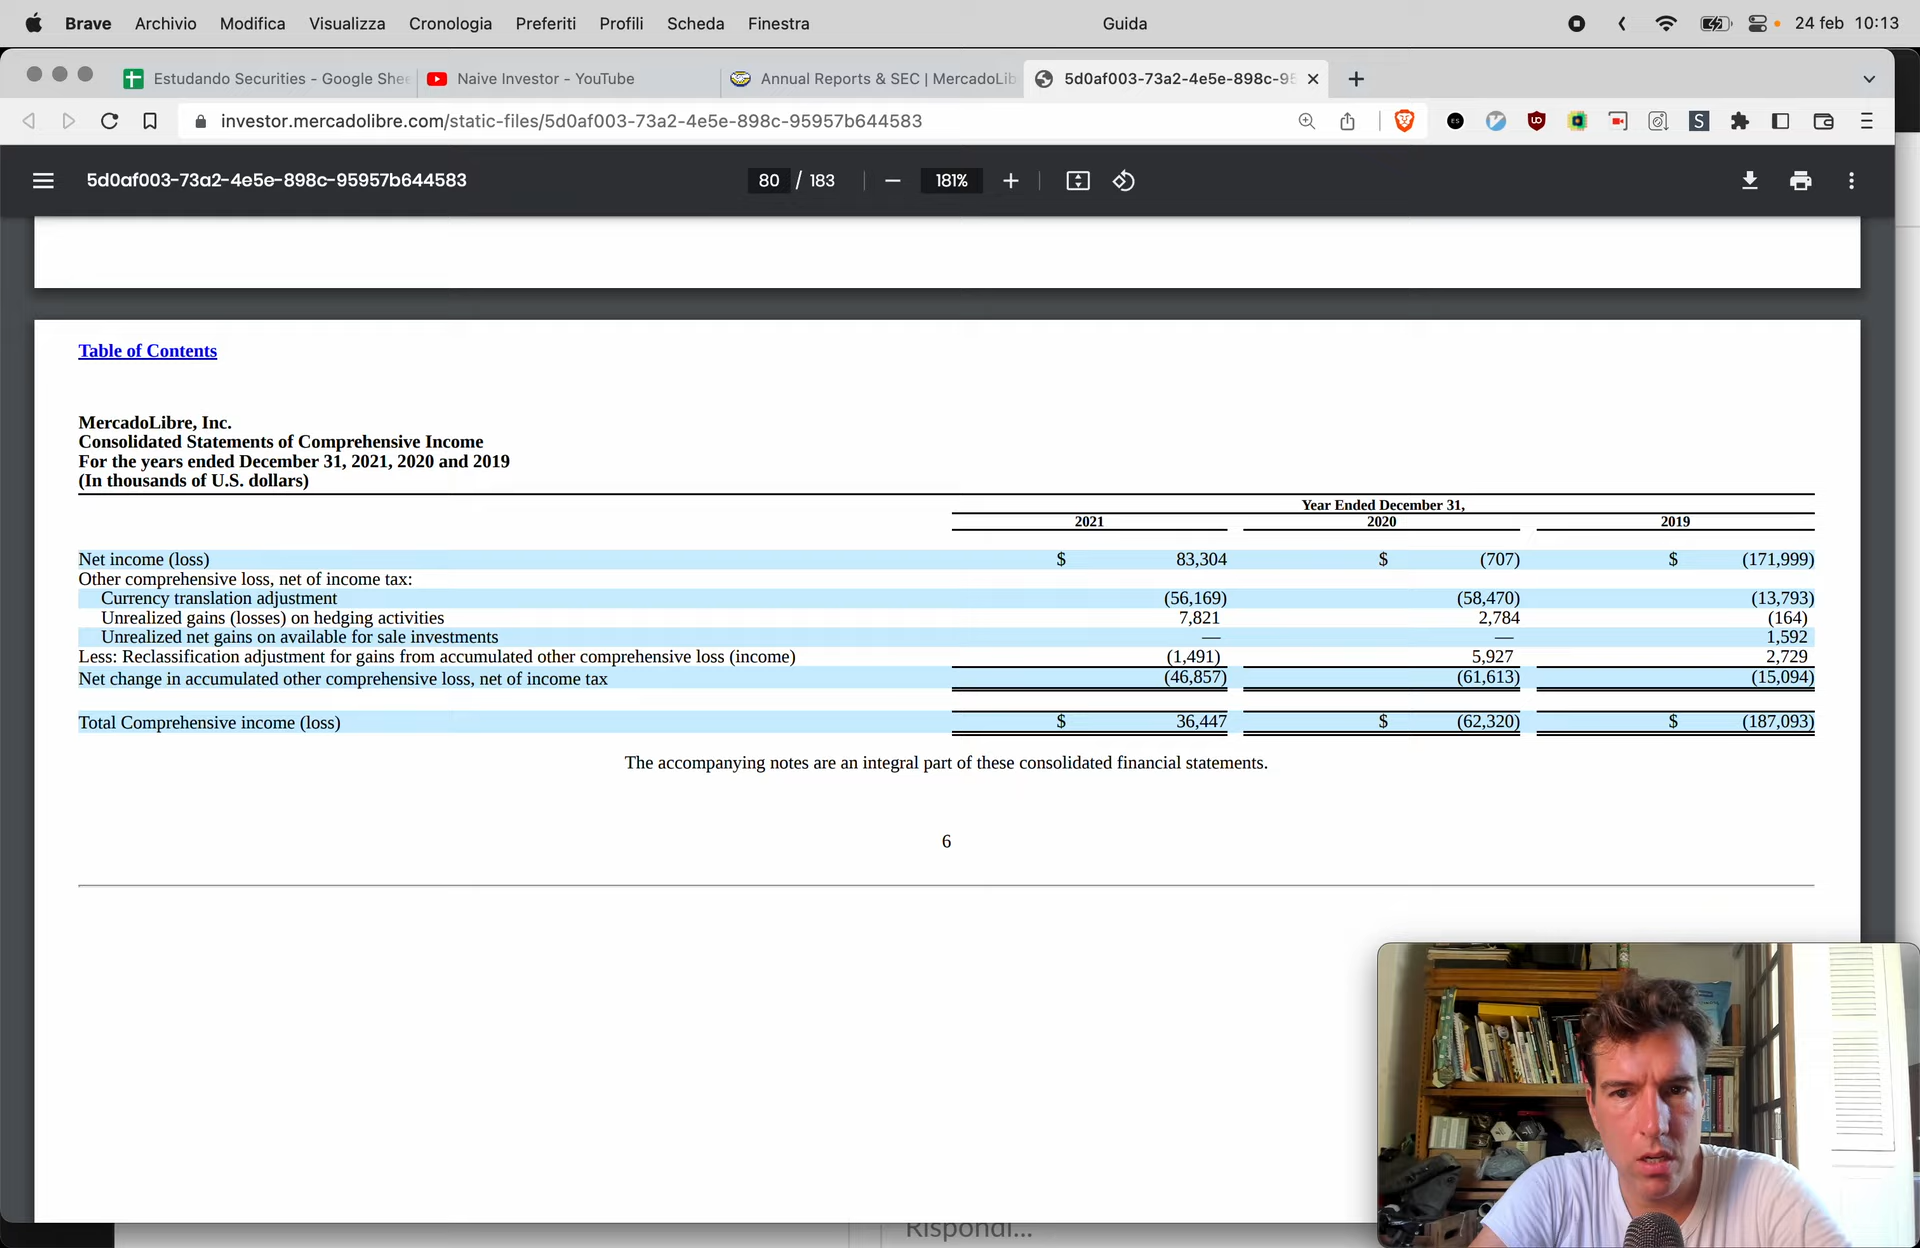 Brave Archivio Modifica Visualizza Cronologia Preferiti Profili Scheda Finestra Guida 24 feb 10:13
Estudando Securities - Google Shee
Naive Investor - YouTube
Annual Reports & SEC | MercadoLib
5d0af003-73a2-4e5e-898c-95
investor.mercadolibre.com/static-files/5d0af003-73a2-4e5e-898c-95957b644583
5d0af003-73a2-4e5e-898c-95957b644583 80 / 183 181%
Table of Contents
MercadoLibre, Inc.
Consolidated Statements of Comprehensive Income
For the years ended December 31, 2021, 2020 and 2019
(In thousands of U.S. dollars)
Year Ended December 31,
2021 2020 2019
Net income (loss) $ 83,304 $ (707) $ (171,999)
Other comprehensive loss, net of income tax:
Currency translation adjustment (56,169) (58,470) (13,793)
Unrealized gains (losses) on hedging activities 7,821 2,784 (164)
Unrealized net gains on available for sale investments — — 1,592
Less: Reclassification adjustment for gains from accumulated other comprehensive loss (income) (1,491) 5,927 2,729
Net change in accumulated other comprehensive loss, net of income tax (46,857) (61,613) (15,094)
Total Comprehensive income (loss) $ 36,447 $ (62,320) $ (187,093)
The accompanying notes are an integral part of these consolidated financial statements.
6
Rispondi...